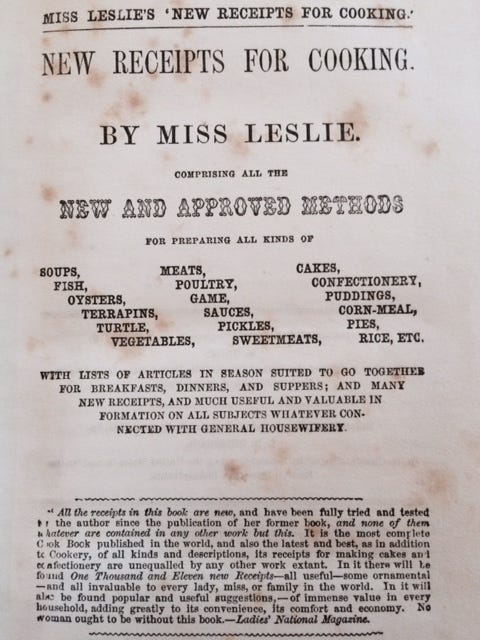 MISS LESLIE'S 'NEW RECEIPTS FOR COOKING.'
NEW RECEIPTS FOR COOKING.
BY MISS LESLIE.
COMPRISING ALL THE
NEW AND APPROVED METHODS
FOR PREPARING ALL KINDS OF
SOUPS, MEATS, CAKES,
FISH, POULTRY, CONFECTIONERY,
OYSTERS, GAME, PUDDINGS,
TERRAPINS, SAUCES, CORN-MEAL,
TURTLE, PICKLES, PIES,
VEGETABLES, SWEETMEATS, RICE, ETC.
WITH LISTS OF ARTICLES IN SEASON SUITED TO GO TOGETHER
FOR BREAKFASTS, DINNERS, AND SUPPERS; AND MANY
NEW RECEIPTS, AND MUCH USEFUL AND VALUABLE IN
FORMATION ON ALL SUBJECTS WHATEVER CON-
NECTED WITH GENERAL HOUSEWIFERY.
"All the receipts in this book are new, and have been fully tried and tested
by the author since the publication of her former book, and none of them
whatever are contained in any other work but this. It is the most complete
Cook Book published in the world, and also the latest and best, as in addition
to Cookery, of all kinds and descriptions, its receipts for making cakes and
confectionery are unequalled by any other work extant. In it there will be
found One Thousand and Eleven new Receipts—all useful—some ornamental
—and all invaluable to every lady, miss, or family in the world. In it will
also be found popular and useful suggestions,—of immense value in every
household, adding greatly to its convenience, its comfort and economy. No
woman ought to be without this book.—Ladies' National Magazine.